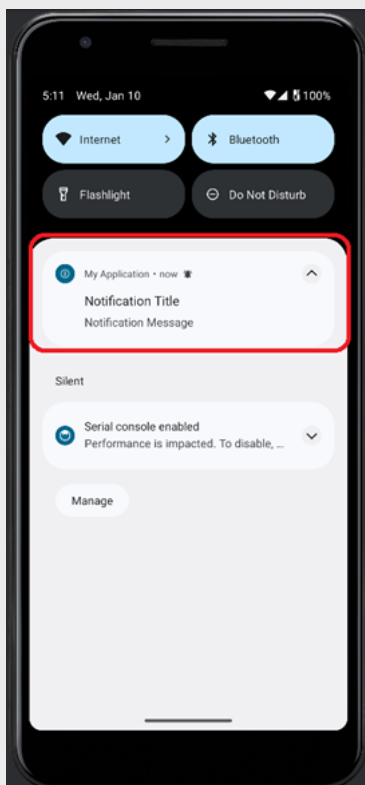 5:11 Wed, Jan 10 100%
Internet Bluetooth
Flashlight Do Not Disturb
My Application • now
Notification Title
Notification Message
Silent
Serial console enabled
Performance is impacted. To disable, ...
Manage